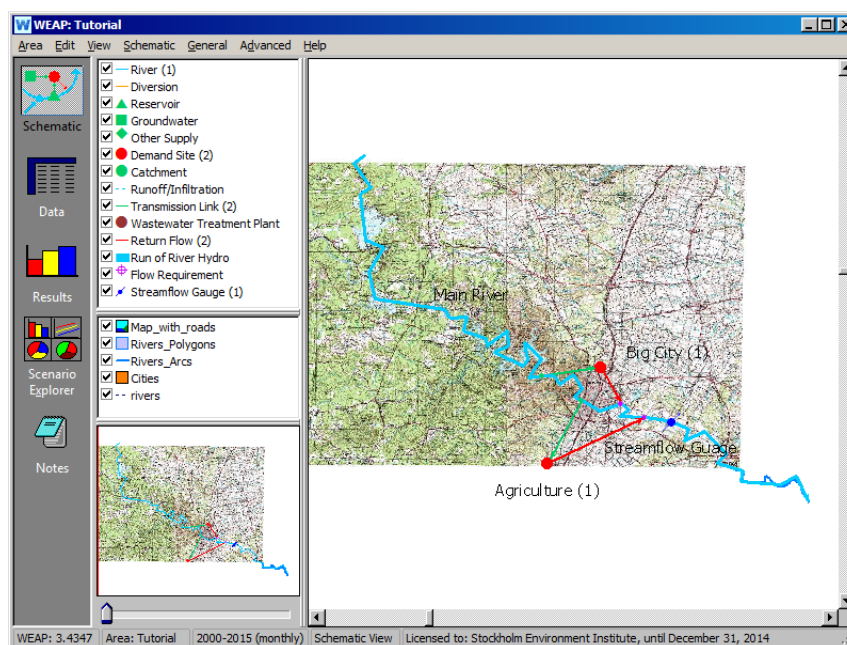 WEAP: Tutorial
Area Edit View Schematic General Advanced Help
Schematic
Data
Results
Scenario
Explorer
Notes
River (1)
Diversion
Reservoir
Groundwater
Other Supply
Demand Site (2)
Catchment
Runoff/Infiltration
Transmission Link (2)
Wastewater Treatment Plant
Return Flow (2)
Run of River Hydro
Flow Requirement
Streamflow Gauge (1)
Map_with_roads
Rivers_Polygons
Rivers_Arcs
Cities
rivers
Main River
Big City (1)
Streamflow Guage
Agriculture (1)
WEAP: 3.4347 Area: Tutorial 2000-2015 (monthly) Schematic View Licensed to: Stockholm Environment Institute, until December 31, 2014